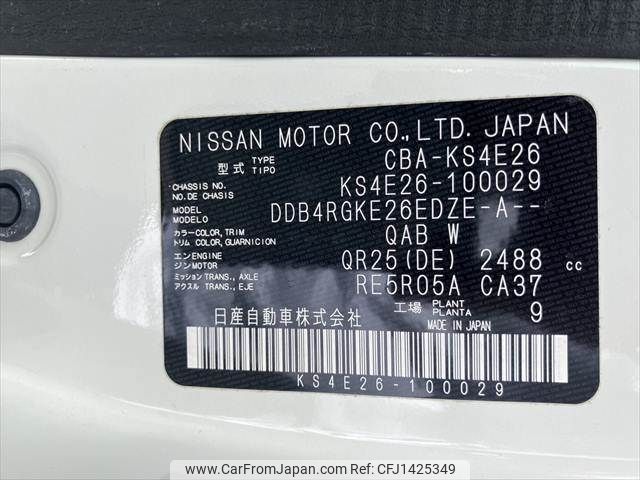 NISSAN MOTOR CO.,LTD. JAPAN
型式 TYPE TIPO CBA-KS4E26
CHASSIS NO. NO.DE CHASIS KS4E26-100029
MODEL MODELO DDB4RGKE26EDZE-A--
カラー COLOR, TRIM
トリム COLOR, GUARNICION QAB W
エンジン ENGINE MOTOR QR25(DE) 2488 cc
ミッション TRANS., AXLE
アクスル TRANS., EJE RE5R05A CA37
工場 PLANT PLANTA 9
日産自動車株式会社 MADE IN JAPAN
KS4E26-100029
www.CarFromJapan.com | Car ID: CFJ1425349